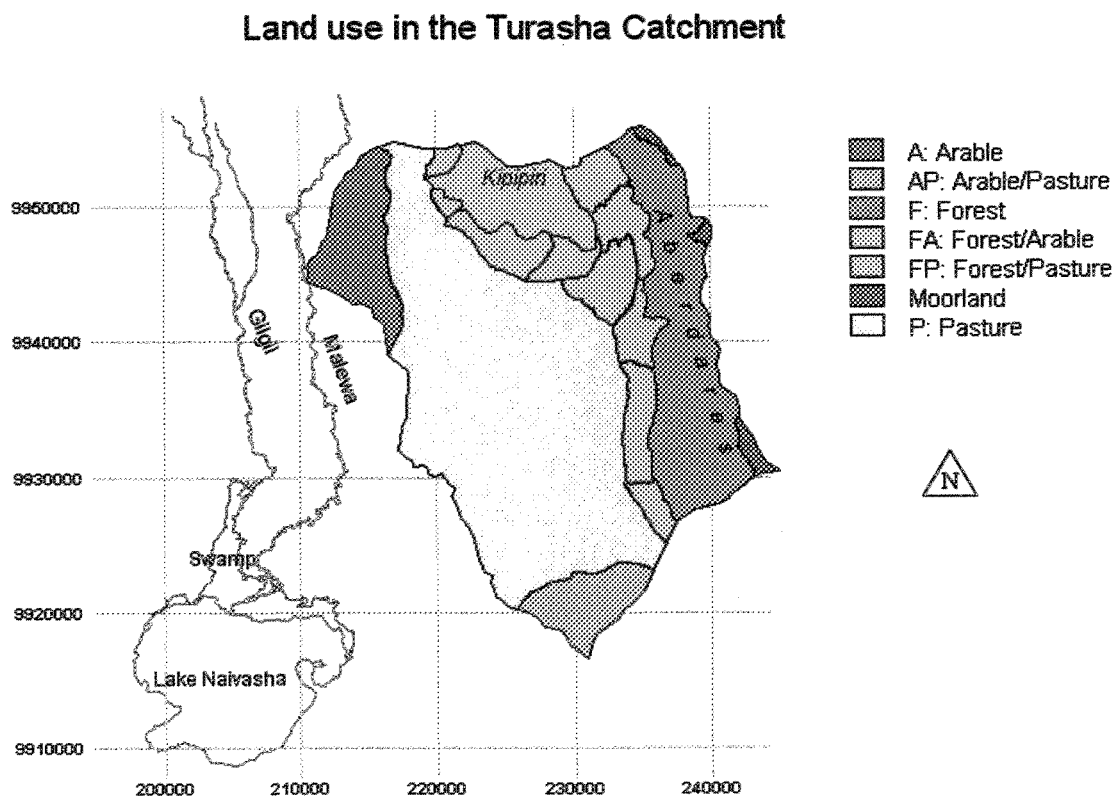 Land use in the Turasha Catchment
A: Arable
AP: Arable/Pasture
F: Forest
FA: Forest/Arable
FP: Forest/Pasture
Moorland
P: Pasture
Kipipiri
Aberdares
Gilgil
Malewa
Swamp
Lake Naivasha
N
9950000
9940000
9930000
9920000
9910000
200000
210000
220000
230000
240000